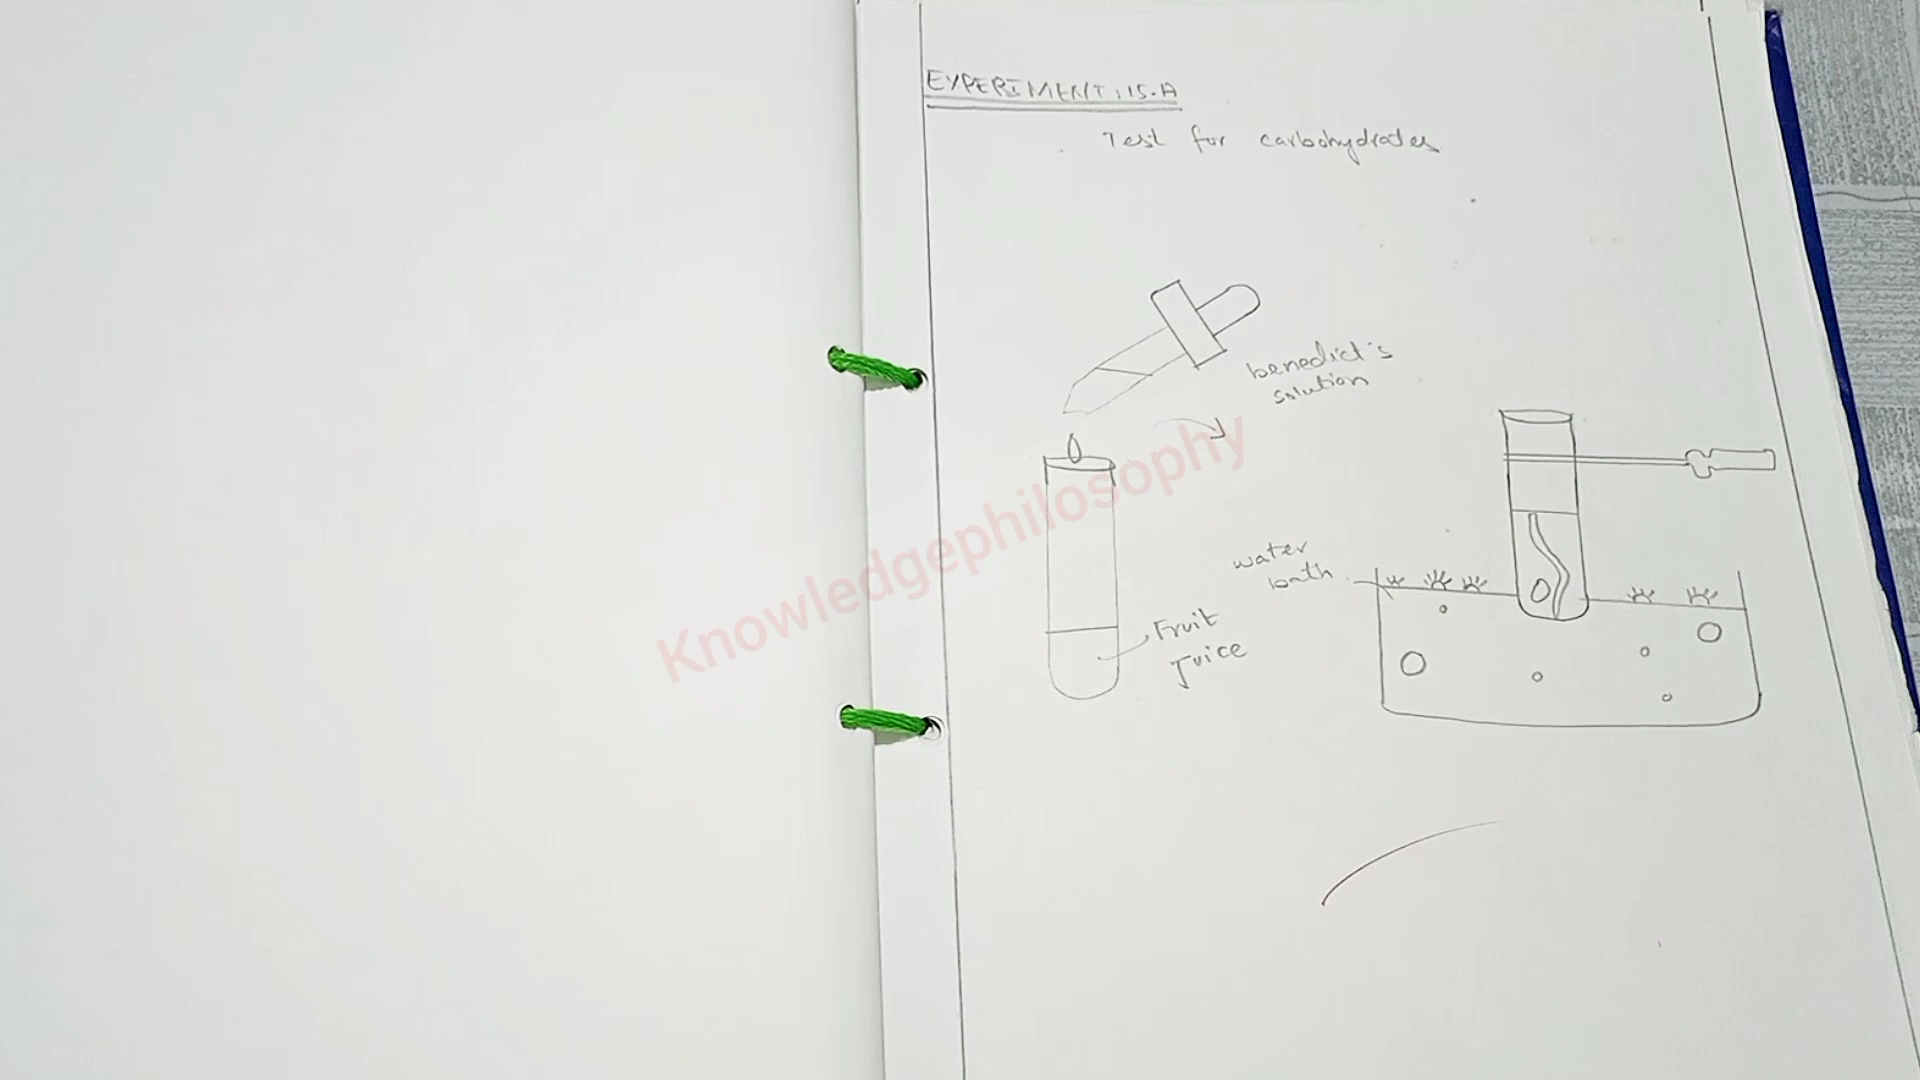 EXPERIMENT: 15-A
Test for carbohydrates
benedict's
solution
water
bath
Fruit
Juice
Knowledgephilosophy